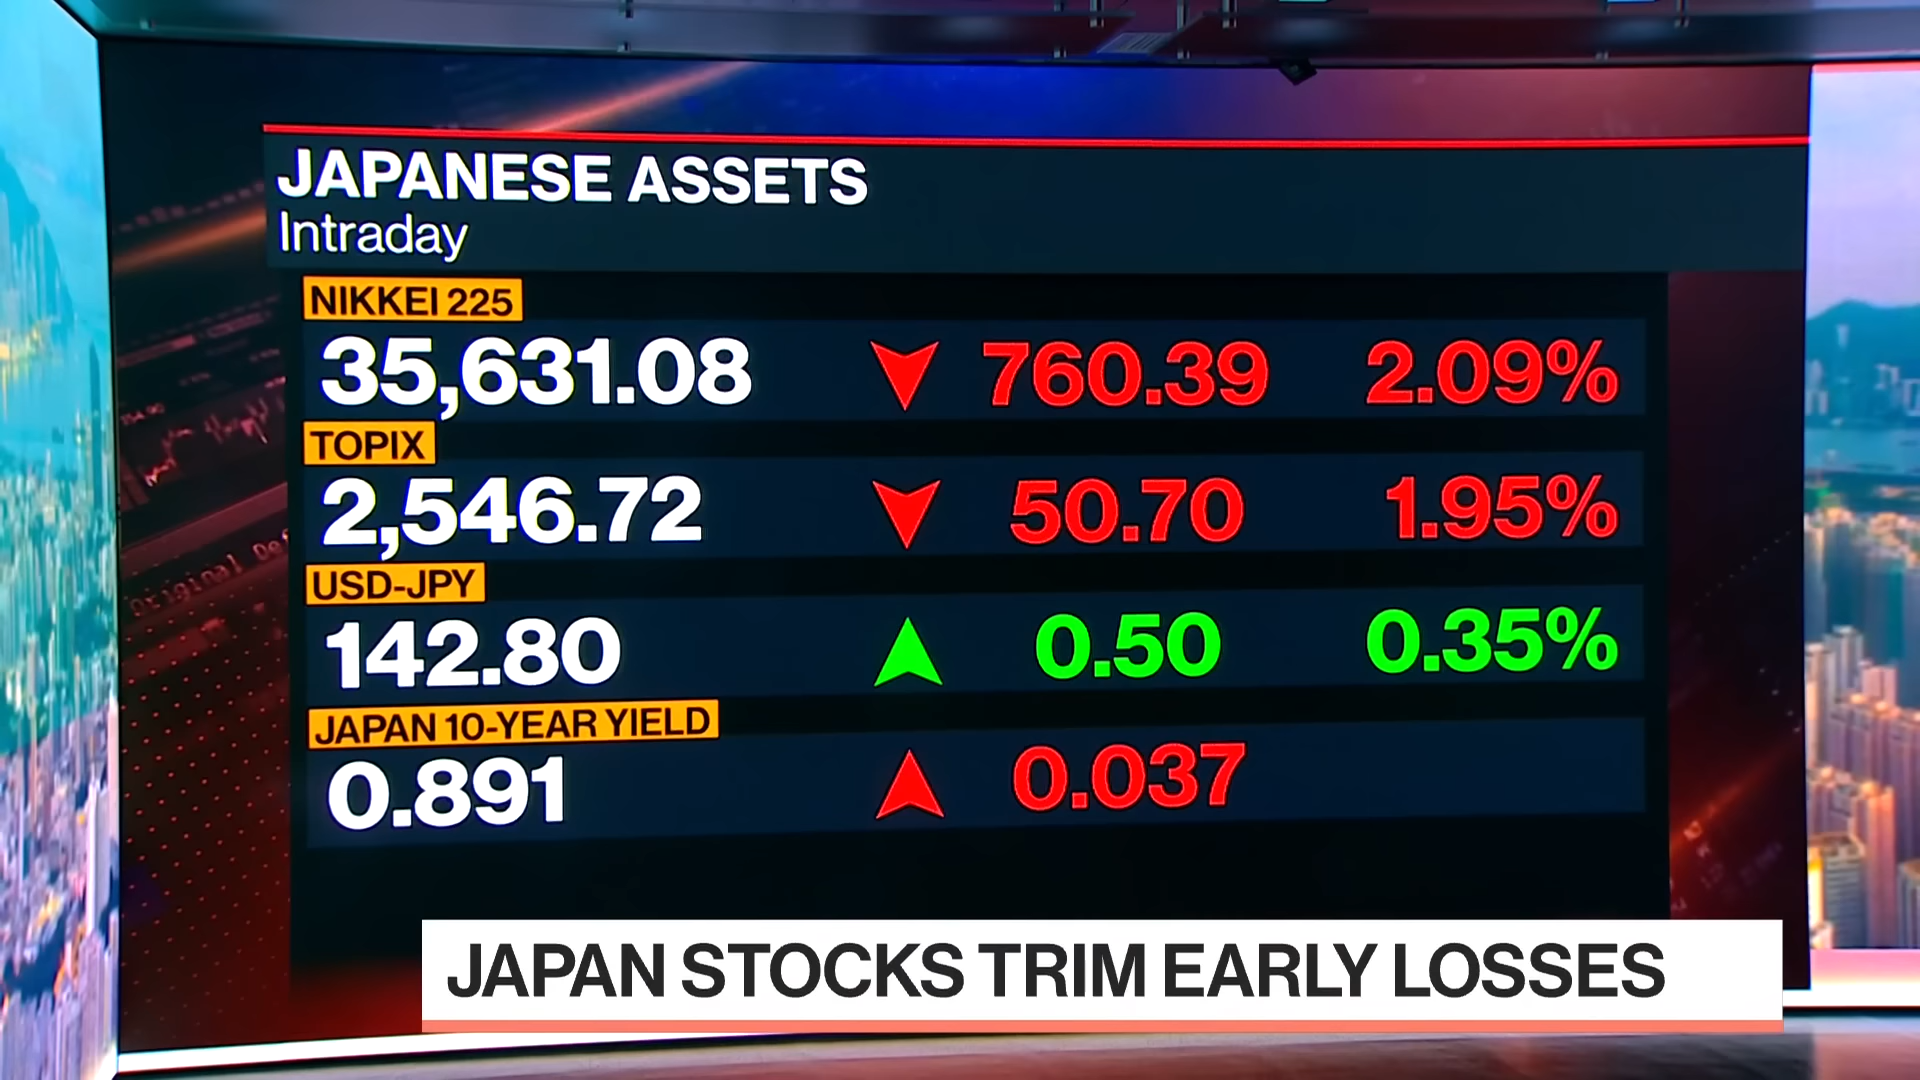 JAPANESE ASSETS
Intraday
NIKKEI 225
35,631.08 ▼ 760.39 2.09%
TOPIX
2,546.72 ▼ 50.70 1.95%
USD-JPY
142.80 ▲ 0.50 0.35%
JAPAN 10-YEAR YIELD
0.891 ▲ 0.037
JAPAN STOCKS TRIM EARLY LOSSES